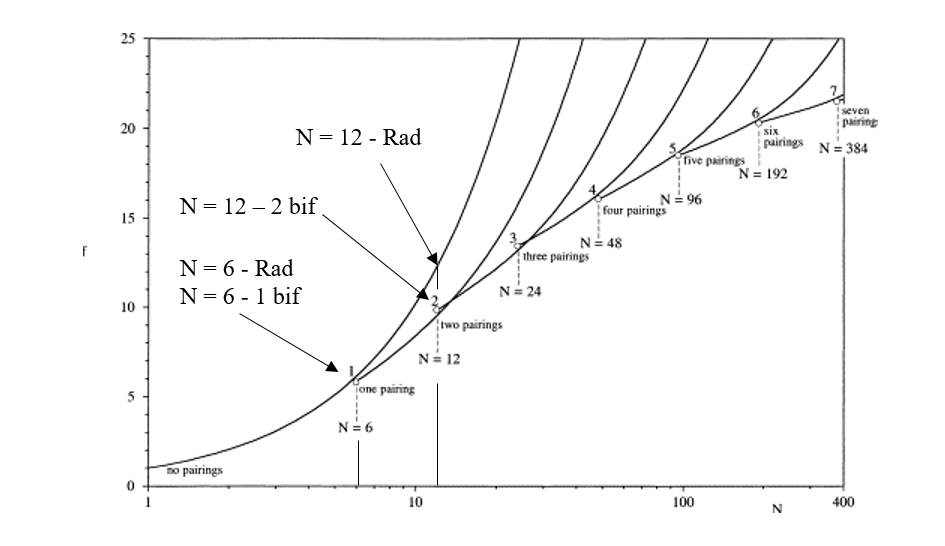 25
20
15
10
5
0
f
N = 12 - Rad
N = 12 – 2 bif
N = 6 - Rad
N = 6 - 1 bif
1
one pairing
N = 6
no pairings
2
two pairings
N = 12
3
three pairings
N = 24
4
four pairings
N = 48
5
five pairings
N = 96
6
six
pairings
N = 192
7
seven
pairing
N = 384
1
10
100
400
N